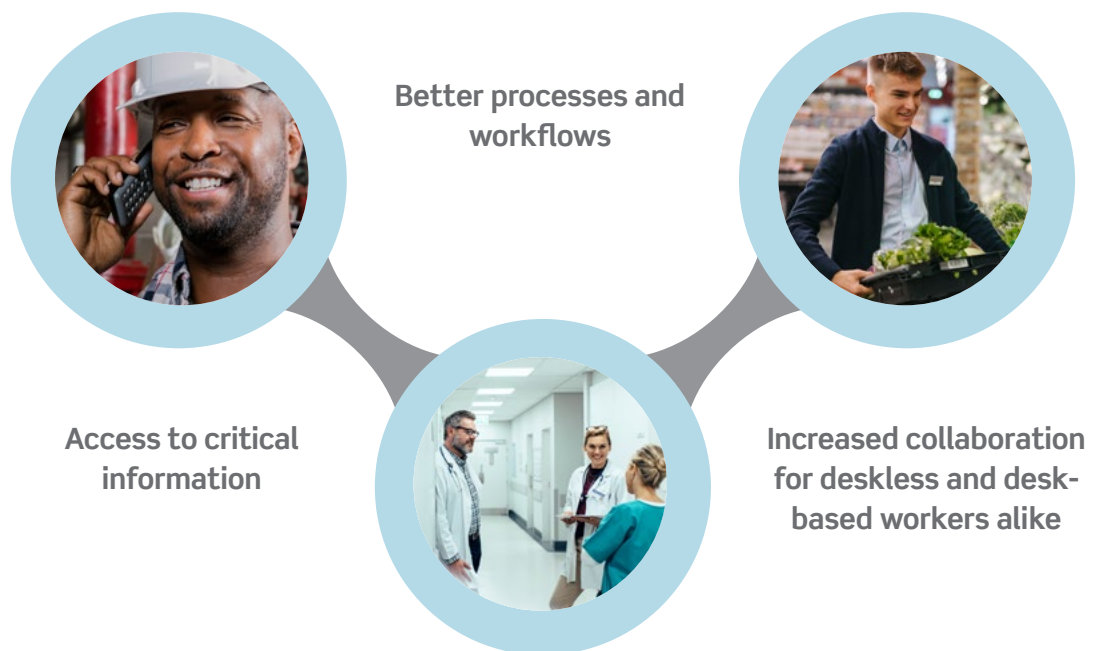 Better processes and
workflows
Access to critical
information
Increased collaboration
for deskless and desk-
based workers alike